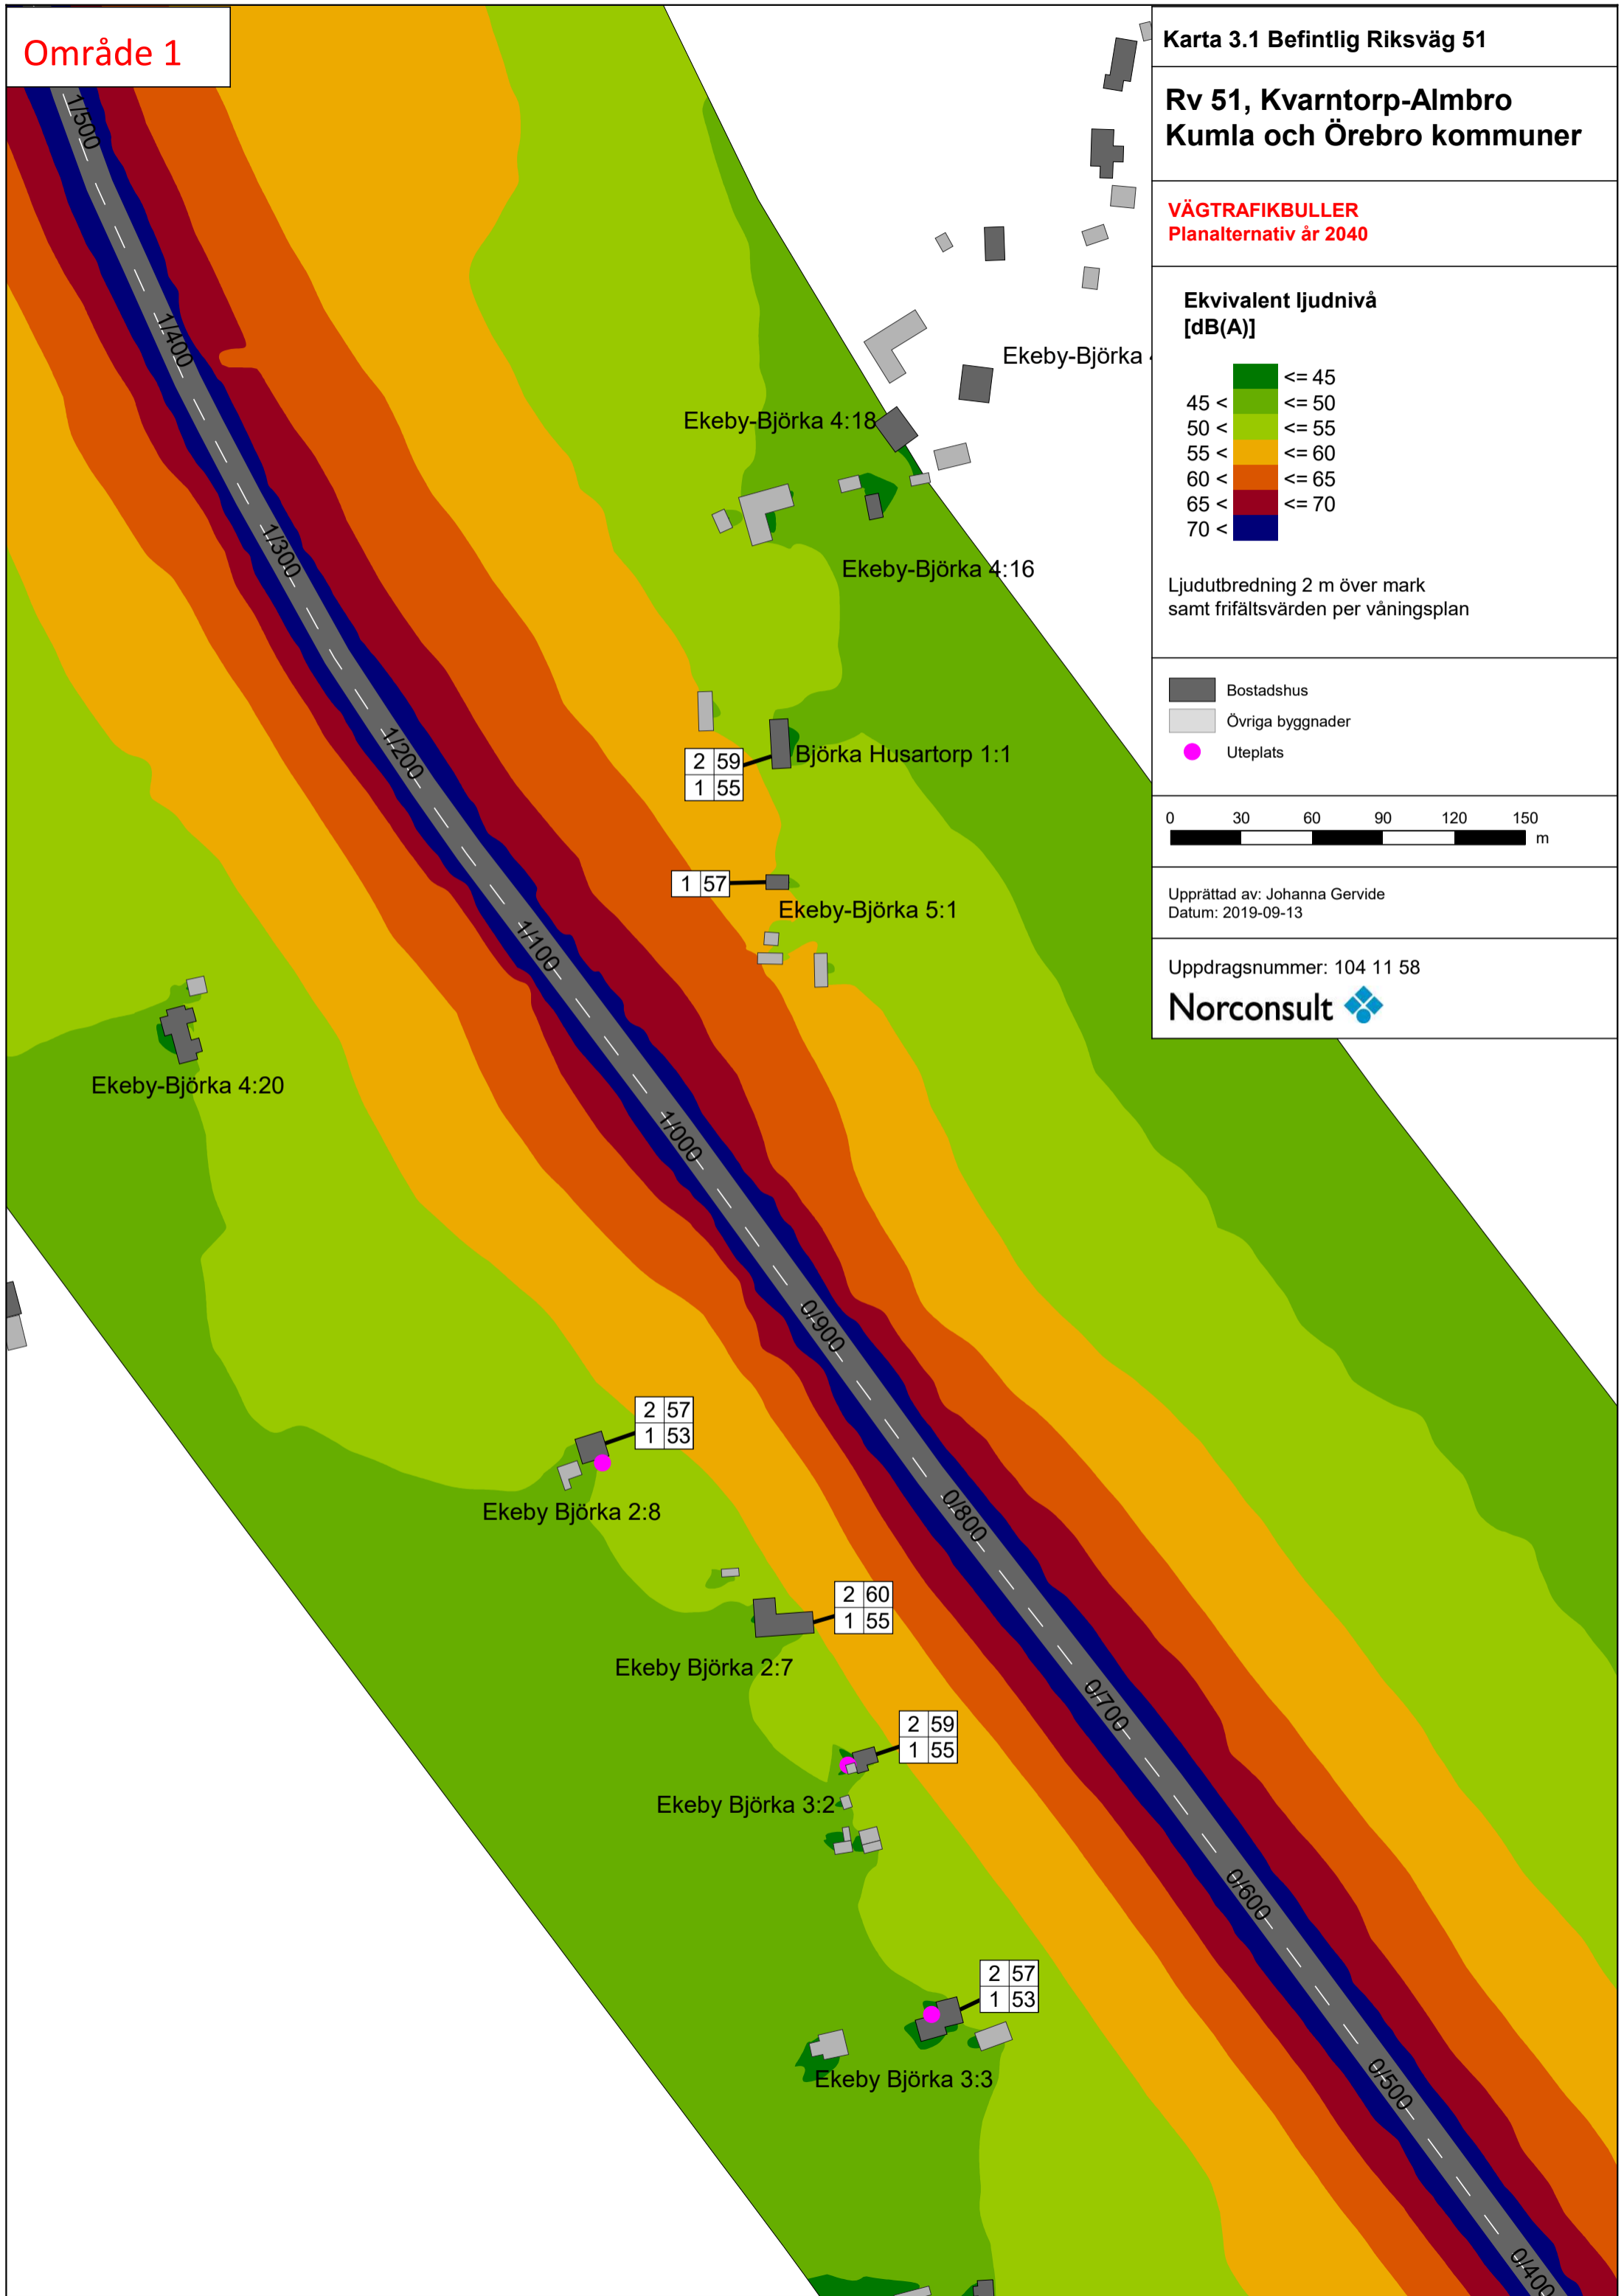 Område 1
Karta 3.1 Befintlig Riksväg 51
Rv 51, Kvarntorp-Almbro
Kumla och Örebro kommuner
VÄGTRAFIKBULLER
Planalternativ år 2040
Ekvivalent ljudnivå
[dB(A)]
<= 45
45 < <= 50
50 < <= 55
55 < <= 60
60 < <= 65
65 < <= 70
70 <
Ljudutbredning 2 m över mark
samt frifältsvärden per våningsplan
Bostadshus
Övriga byggnader
Uteplats
0 30 60 90 120 150
m
Upprättad av: Johanna Gervide
Datum: 2019-09-13
Uppdragsnummer: 104 11 58
Norconsult
1/500
1/400
Ekeby-Björka
Ekeby-Björka 4:18
1/300
Ekeby-Björka 4:16
1/200
Björka Husartorp 1:1
2 59
1 55
1 57
Ekeby-Björka 5:1
1/100
Ekeby-Björka 4:20
1/000
0/900
2 57
1 53
Ekeby Björka 2:8
0/800
2 60
1 55
Ekeby Björka 2:7
0/700
2 59
1 55
Ekeby Björka 3:2
0/600
2 57
1 53
Ekeby Björka 3:3
0/500
0/400